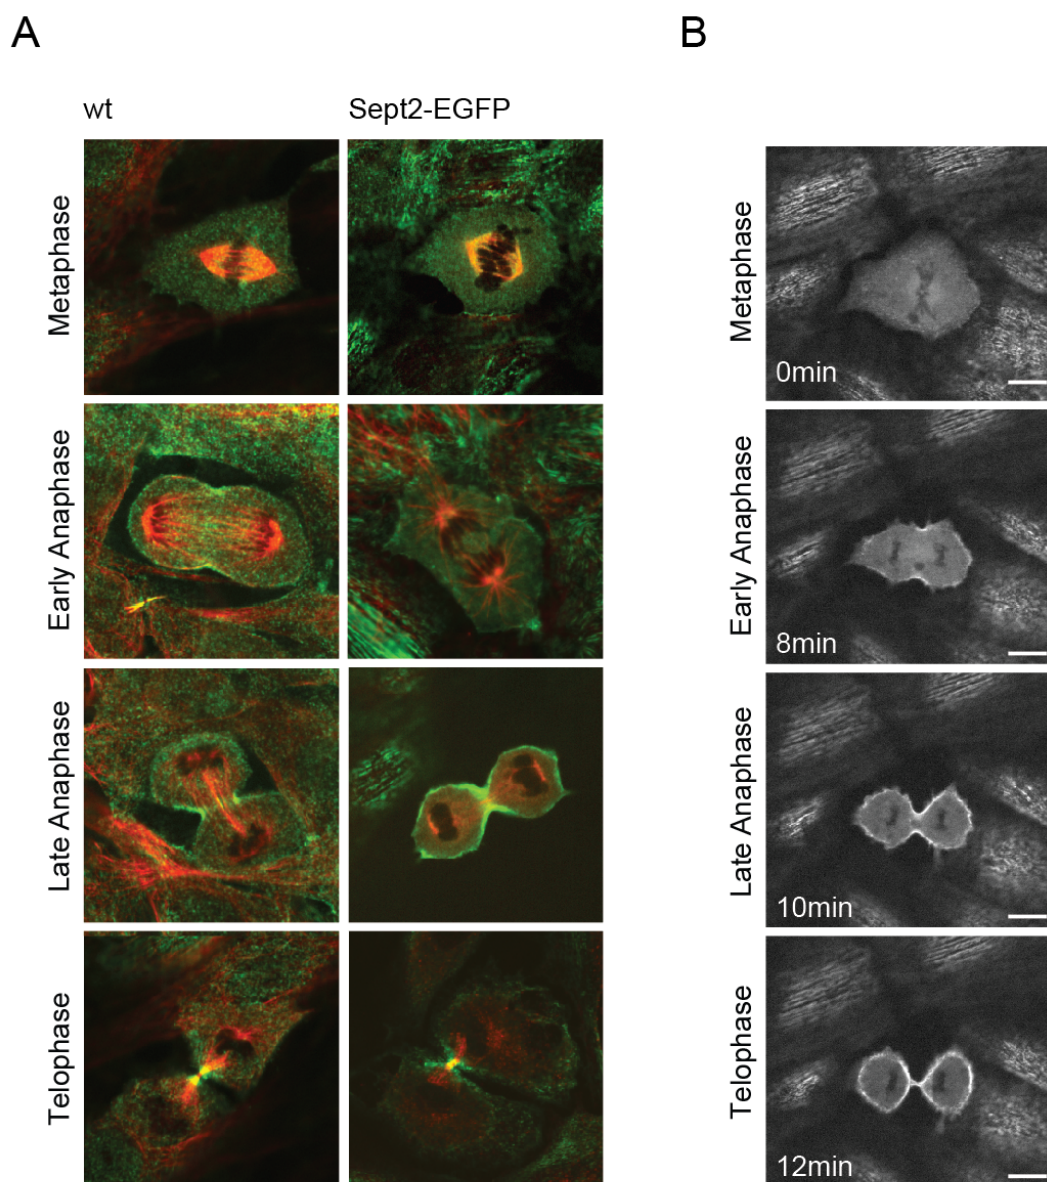 A
B
wt
Sept2-EGFP
Metaphase
Early Anaphase
Late Anaphase
Telophase
Metaphase
0min
Early Anaphase
8min
Late Anaphase
10min
Telophase
12min